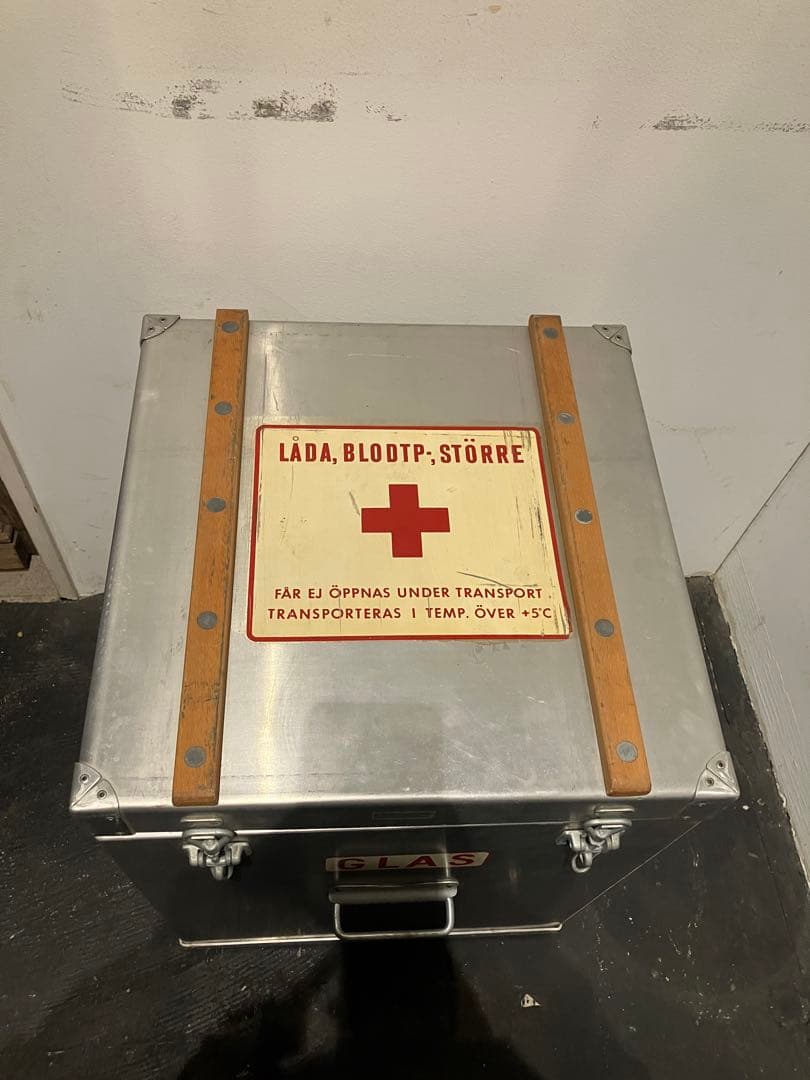 LÅDA, BLODTP-, STÖRRE
FÅR EJ ÖPPNAS UNDER TRANSPORT.
TRANSPORTERAS I TEMP. ÖVER +5°C
GLAS